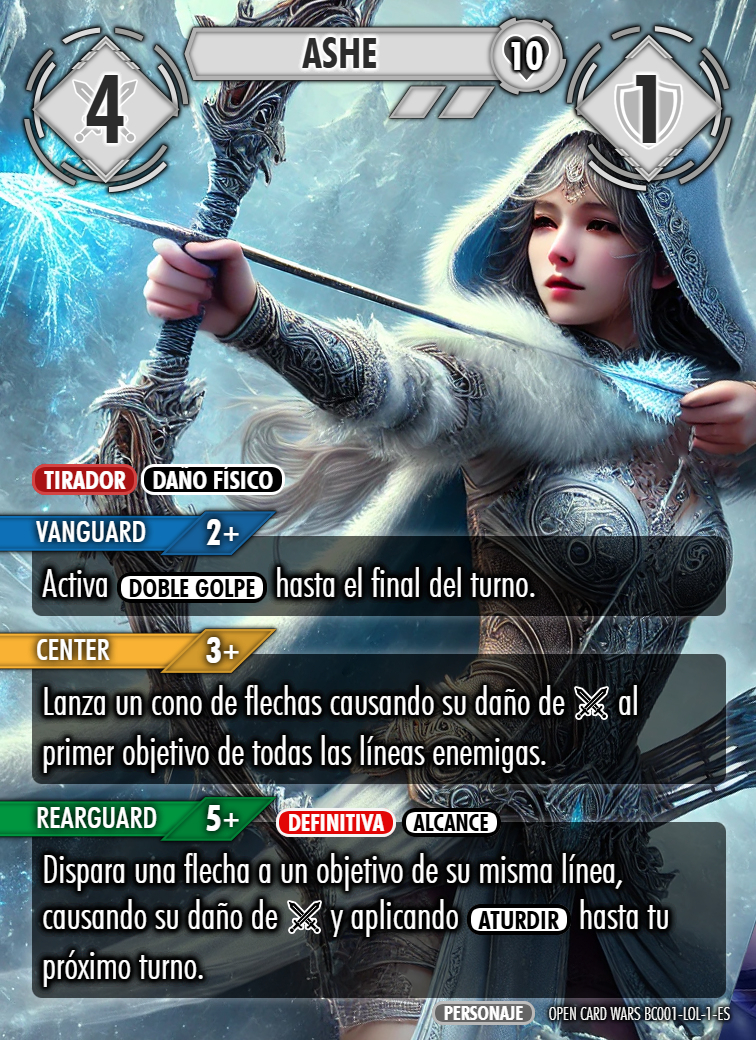 4
ASHE
10
1
TIRADOR DAÑO FÍSICO
VANGUARD 2+
Activa DOBLE GOLPE hasta el final del turno.
CENTER 3+
Lanza un cono de flechas causando su daño de al
primer objetivo de todas las líneas enemigas.
REARGUARD 5+ DEFINITIVA ALCANCE
Dispara una flecha a un objetivo de su misma línea,
causando su daño de y aplicando ATURDIR hasta tu
próximo turno.
PERSONAJE OPEN CARD WARS BC001-LOL-1-ES